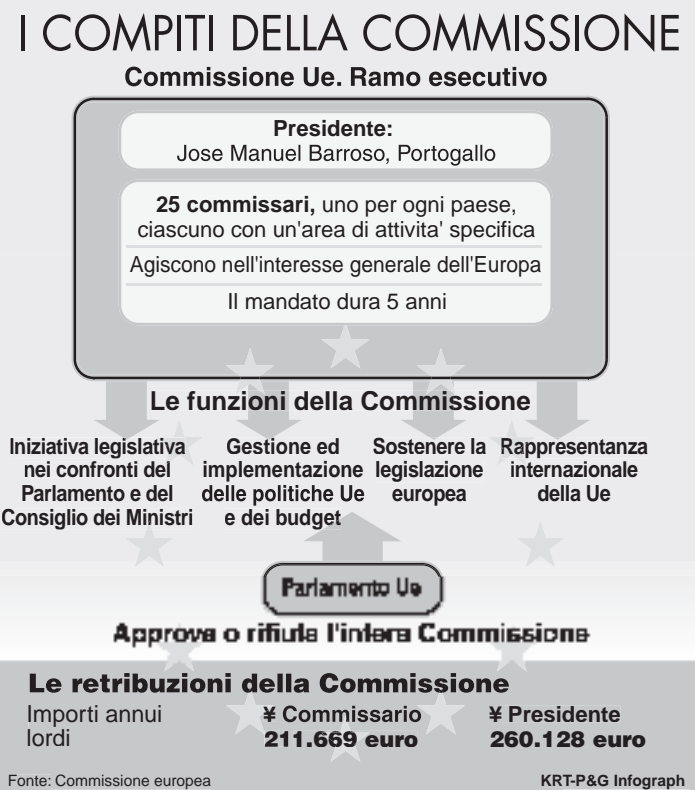 I COMPITI DELLA COMMISSIONE
Commissione Ue. Ramo esecutivo
Presidente:
Jose Manuel Barroso, Portogallo
25 commissari, uno per ogni paese,
ciascuno con un'area di attivita' specifica
Agiscono nell'interesse generale dell'Europa
Il mandato dura 5 anni
Le funzioni della Commissione
Iniziativa legislativa
nei confronti del
Parlamento e del
Consiglio dei Ministri
Gestione ed
implementazione
delle politiche Ue
e dei budget
Sostenere la
legislazione
europea
Rappresentanza
internazionale
della Ue
Parlamento Ue
Approva o rifiuta l'intera Commissione
Le retribuzioni della Commissione
Importi annui
lordi
¥ Commissario
211.669 euro
¥ Presidente
260.128 euro
Fonte: Commissione europea
KRT-P&G Infograph